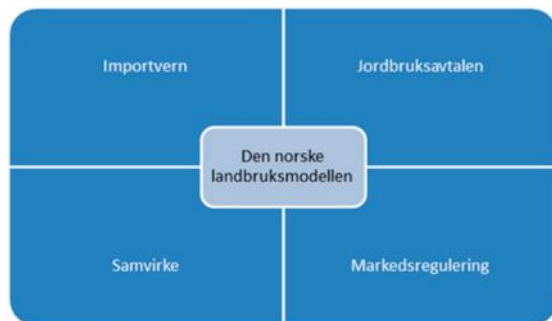 Importvern
Jordbruksavtalen
Den norske
landbruksmodellen
Samvirke
Markedsregulering